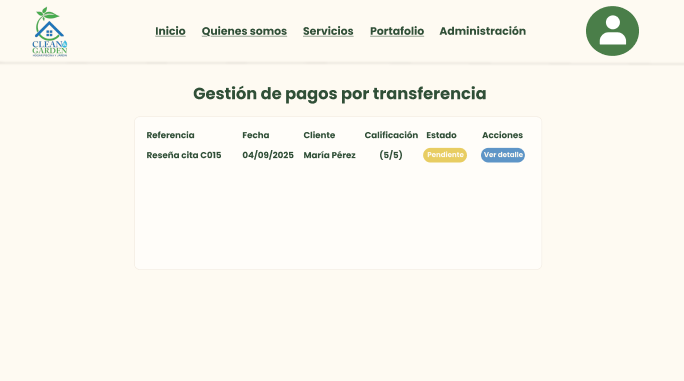 Inicio Quienes somos Servicios Portafolio Administración
CLEAN
GARDEN
Gestión de pagos por transferencia
Referencia Fecha Cliente Calificación Estado Acciones
Reseña cita C015 04/09/2025 María Pérez (5/5) Pendiente Ver detalle